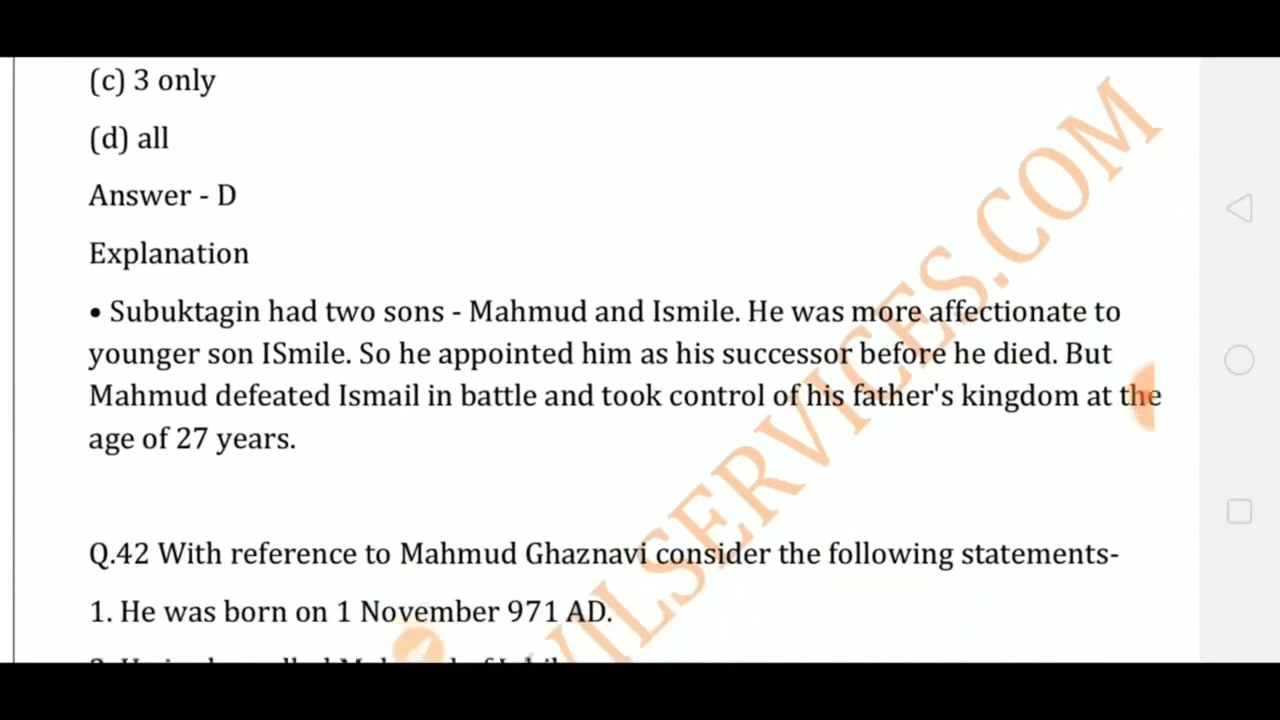 (c) 3 only
(d) all
Answer - D
Explanation
• Subuktagin had two sons - Mahmud and Ismile. He was more affectionate to
younger son ISmile. So he appointed him as his successor before he died. But
Mahmud defeated Ismail in battle and took control of his father's kingdom at the
age of 27 years.
Q.42 With reference to Mahmud Ghaznavi consider the following statements-
1. He was born on 1 November 971 AD.
VILSERVICES.COM